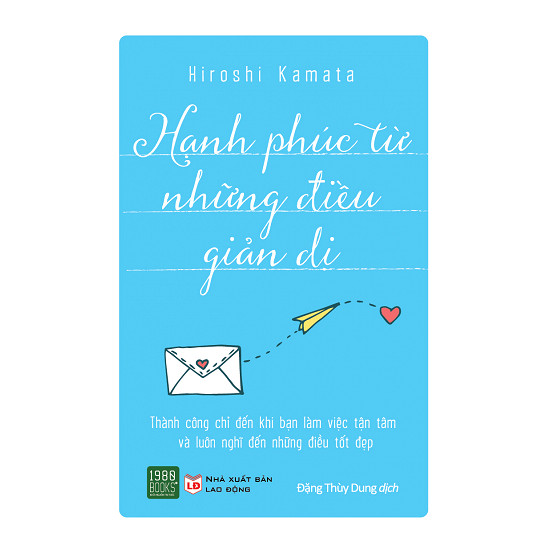 Hiroshi Kamata
Hạnh phúc từ
những điều
giản dị
Thành công chỉ đến khi bạn làm việc tận tâm
và luôn nghĩ đến những điều tốt đẹp
1980
BOOKS
LĐ
NHÀ XUẤT BẢN
LAO ĐỘNG
Đặng Thùy Dung dịch